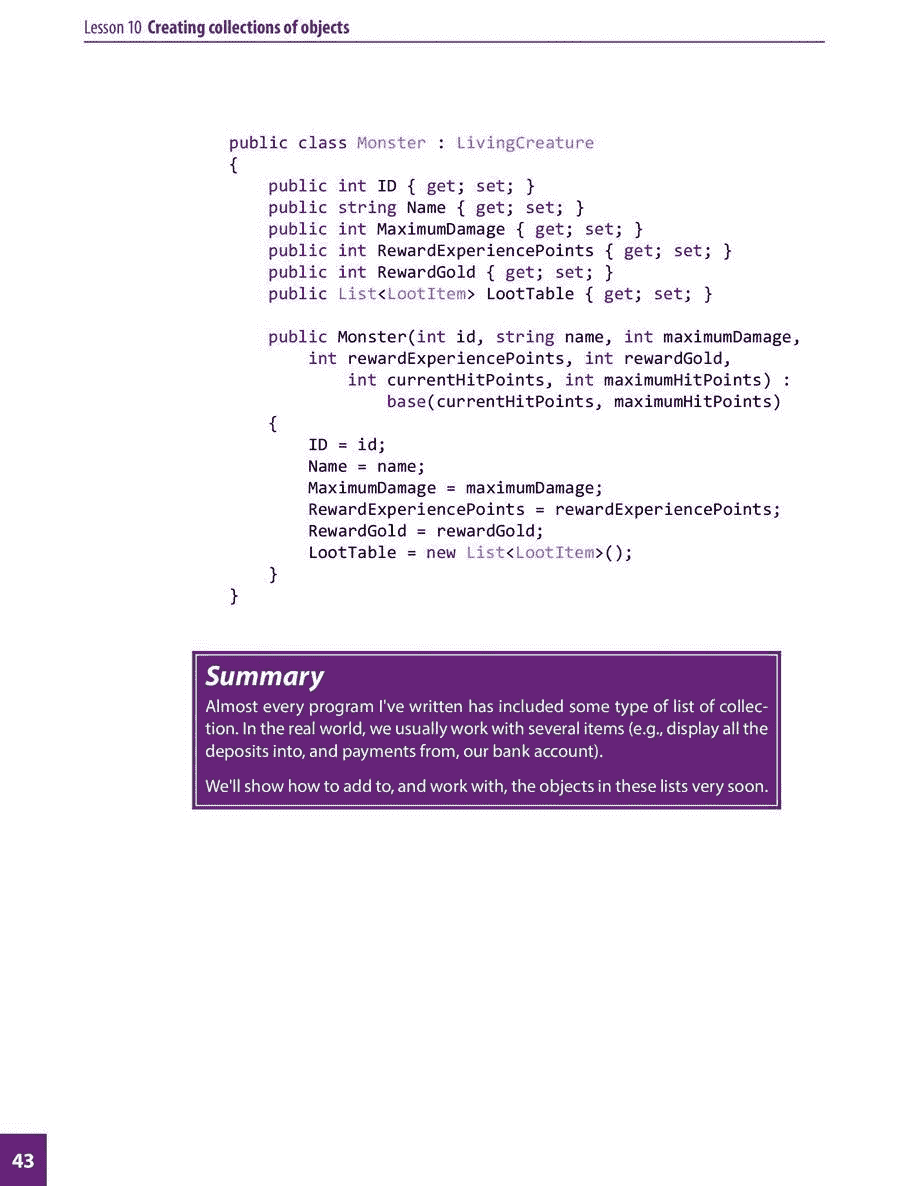 Lesson 10 Creating collections of objects
public class Monster : LivingCreature
{
    public int ID { get; set; }
    public string Name { get; set; }
    public int MaximumDamage { get; set; }
    public int RewardExperiencePoints { get; set; }
    public int RewardGold { get; set; }
    public List<LootItem> LootTable { get; set; }
    public Monster(int id, string name, int maximumDamage,
        int rewardExperiencePoints, int rewardGold,
            int currentHitPoints, int maximumHitPoints) :
                base(currentHitPoints, maximumHitPoints)
    {
        ID = id;
        Name = name;
        MaximumDamage = maximumDamage;
        RewardExperiencePoints = rewardExperiencePoints;
        RewardGold = rewardGold;
        LootTable = new List<LootItem>();
    }
}
Summary
Almost every program I've written has included some type of list of collec-
tion. In the real world, we usually work with several items (e.g., display all the
deposits into, and payments from, our bank account).
We'll show how to add to, and work with, the objects in these lists very soon.
43